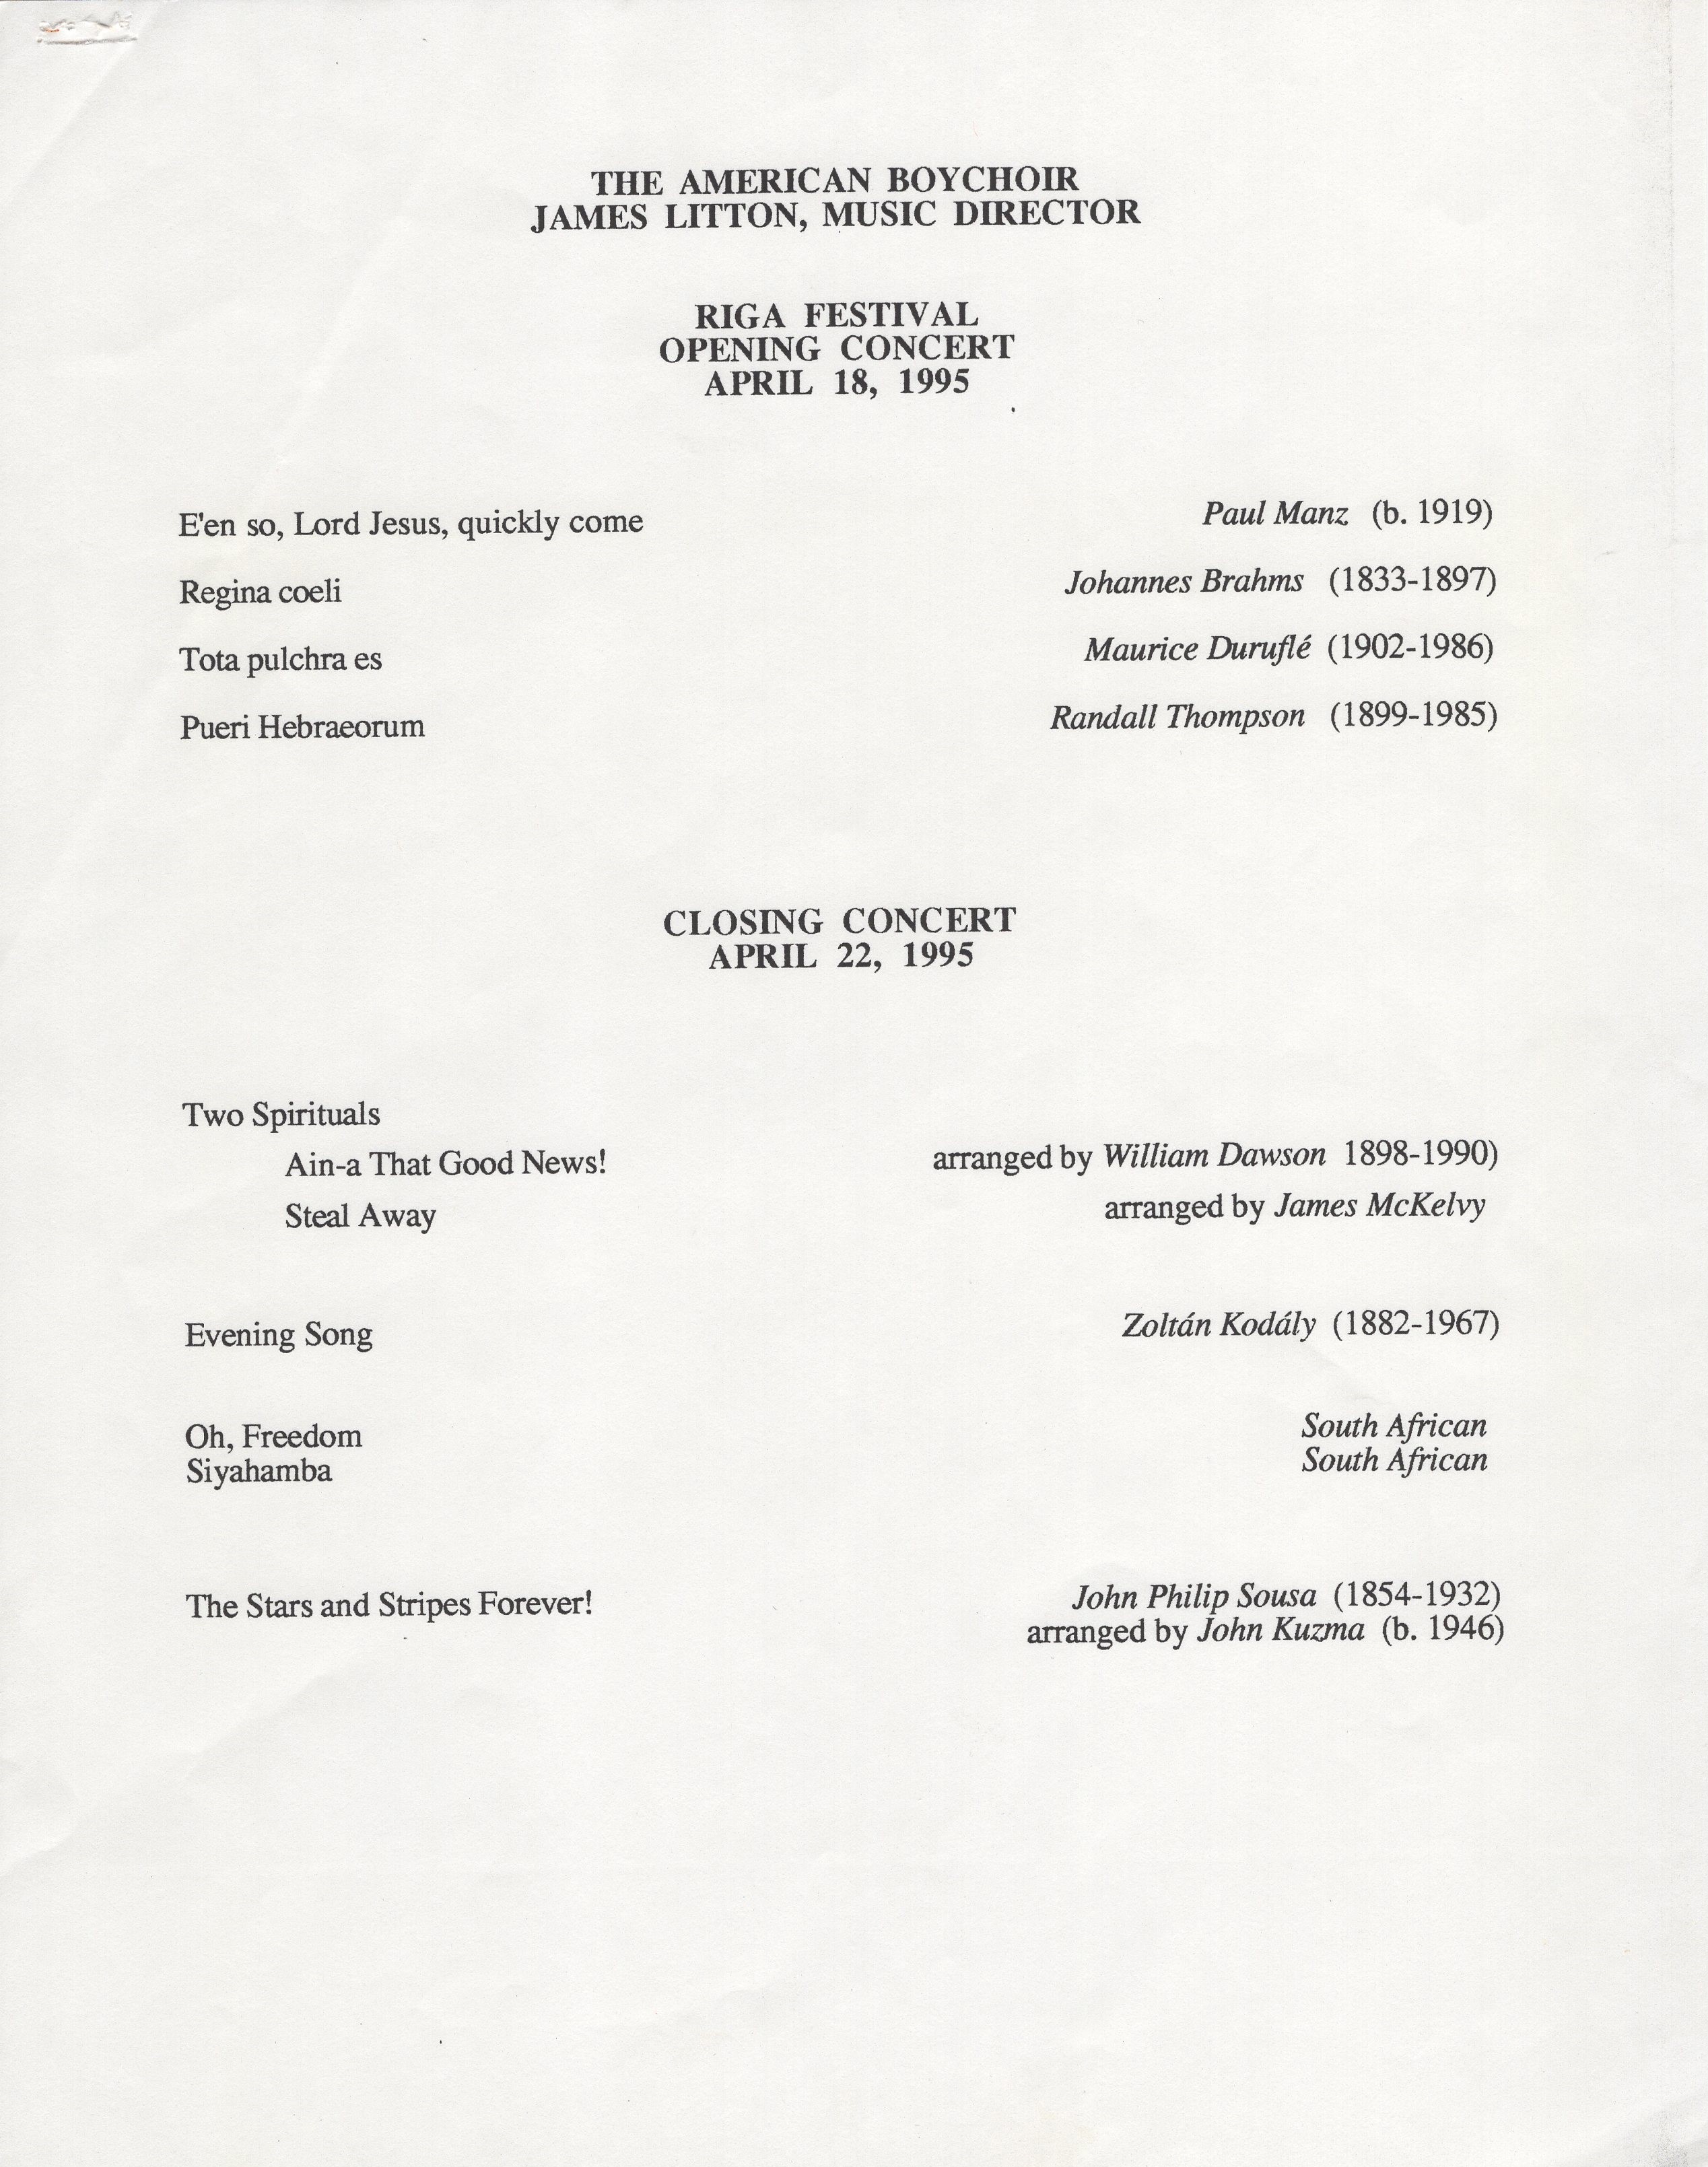 THE AMERICAN BOYCHOIR
JAMES LITTON, MUSIC DIRECTOR
RIGA FESTIVAL
OPENING CONCERT
APRIL 18, 1995
E'en so, Lord Jesus, quickly come Paul Manz (b. 1919)
Regina coeli Johannes Brahms (1833-1897)
Tota pulchra es Maurice Duruflé (1902-1986)
Pueri Hebraeorum Randall Thompson (1899-1985)
CLOSING CONCERT
APRIL 22, 1995
Two Spirituals
Ain-a That Good News! arranged by William Dawson 1898-1990)
Steal Away arranged by James McKelvy
Evening Song Zoltán Kodály (1882-1967)
Oh, Freedom South African
Siyahamba South African
The Stars and Stripes Forever! John Philip Sousa (1854-1932)
arranged by John Kuzma (b. 1946)